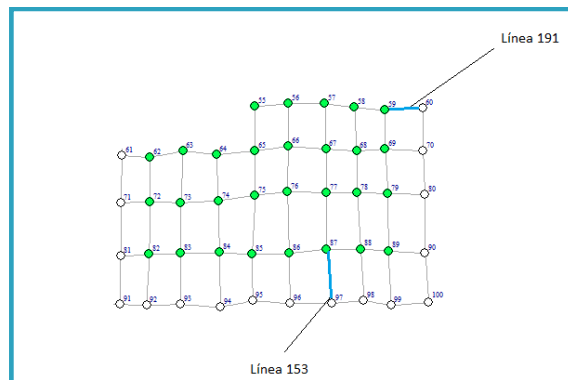 Línea 191
55 56 57 58 59 60
61 62 63 64 65 66 67 68 69 70
71 72 73 74 75 76 77 78 79 80
81 82 83 84 85 86 87 88 89 90
91 92 93 94 95 96 97 98 99 100
Línea 153